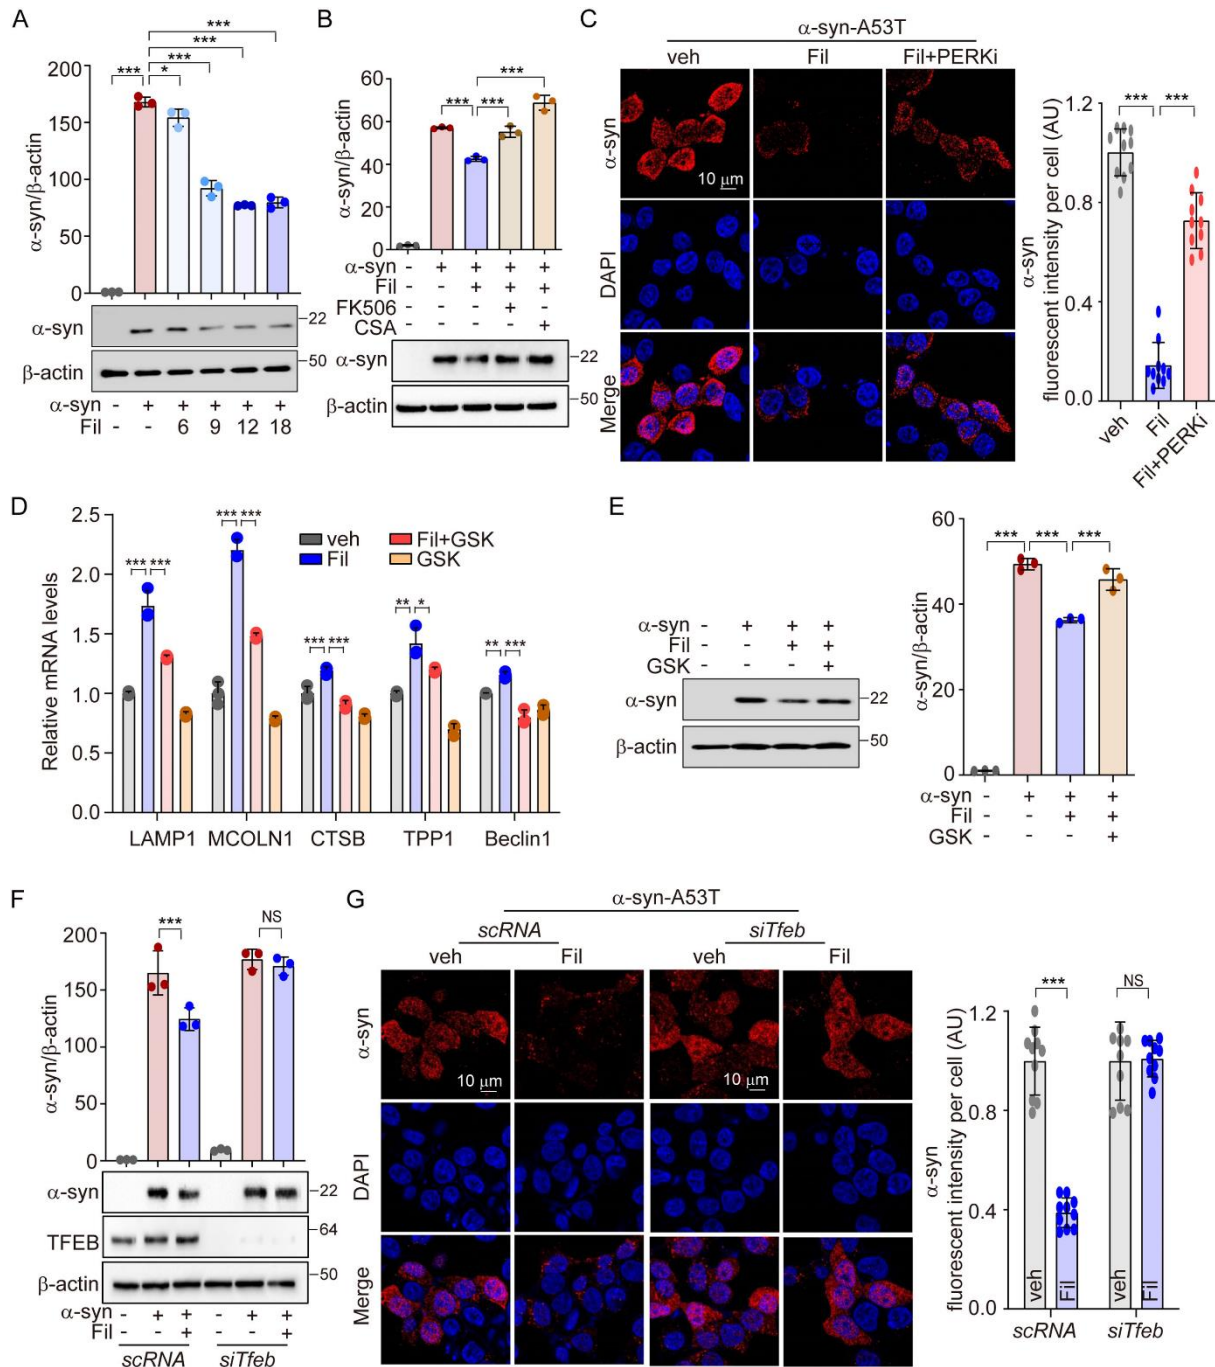 A
***
***
***
*** *
200
150
100
50
0
α-syn/β-actin
α-syn
22
β-actin
50
α-syn - + + + + +
Fil - - 6 9 12 18
B
***
*** ***
60
40
20
0
α-syn/β-actin
α-syn - + + + +
Fil - - + + +
FK506 - - - + -
CSA - - - - +
α-syn
22
β-actin
50
C
α-syn-A53T
veh Fil Fil+PERKi
α-syn
10 μm
DAPI
Merge
*** ***
1.2
0.8
0.4
0.0
α-syn
fluorescent intensity per cell (AU)
veh Fil Fil+PERKi
D
2.5
2.0
1.5
1.0
0.5
0.0
Relative mRNA levels
veh Fil+GSK
Fil GSK
*** ***
*** ***
*** ***
** *
** ***
LAMP1 MCOLN1 CTSB TPP1 Beclin1
E
α-syn - + + +
Fil - - + +
GSK - - - +
α-syn
22
β-actin
50
*** *** ***
60
40
20
0
α-syn/β-actin
α-syn - + + +
Fil - - + +
GSK - - - +
F
*** NS
200
150
100
50
0
α-syn/β-actin
α-syn
22
TFEB
64
β-actin
50
α-syn - + + - + +
Fil - - + - - +
scRNA siTfeb
G
α-syn-A53T
scRNA siTfeb
veh Fil veh Fil
α-syn
10 μm 10 μm
DAPI
Merge
*** NS
1.2
0.8
0.4
0.0
α-syn
fluorescent intensity per cell (AU)
veh Fil veh Fil
scRNA siTfeb